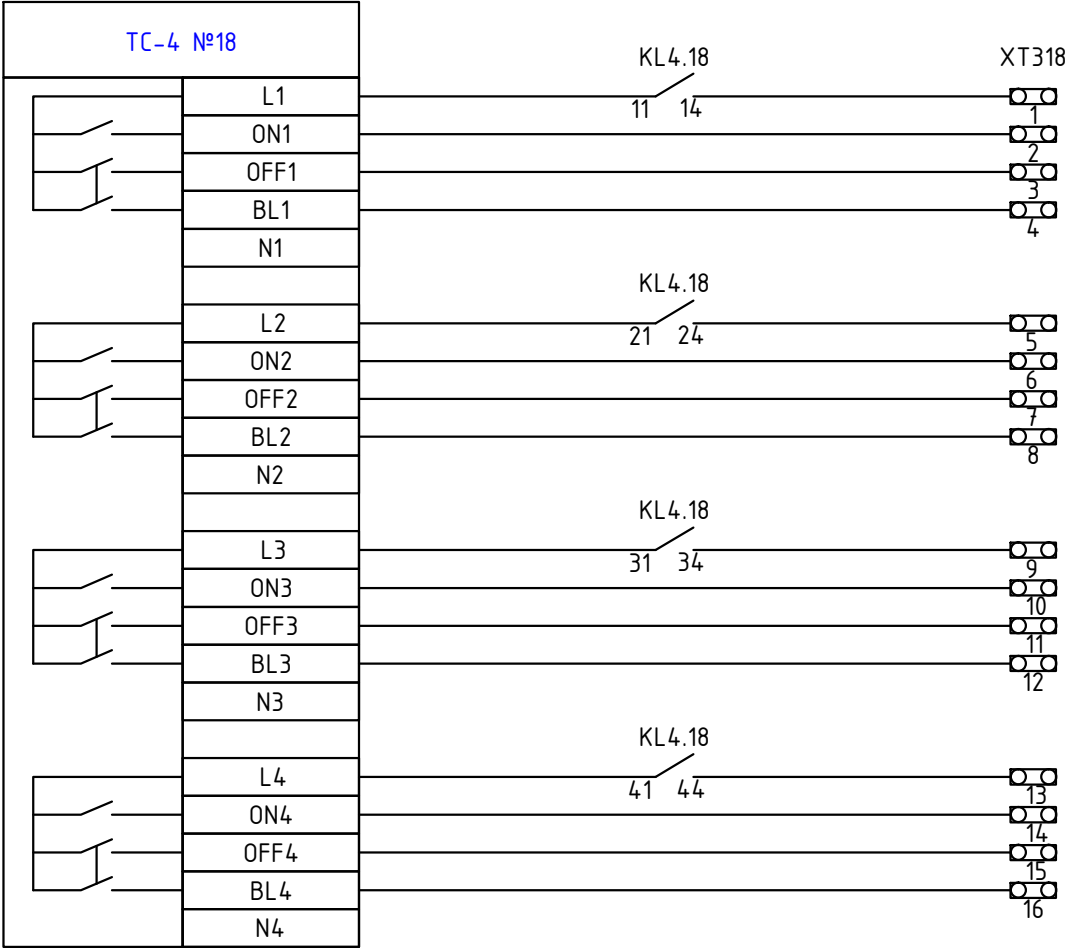 TC-4 №18
KL4.18
XT318
L1
11 14
1
ON1
2
OFF1
3
BL1
4
N1
KL4.18
L2
21 24
5
ON2
6
OFF2
7
BL2
8
N2
KL4.18
L3
31 34
9
ON3
10
OFF3
11
BL3
12
N3
KL4.18
L4
41 44
13
ON4
14
OFF4
15
BL4
16
N4